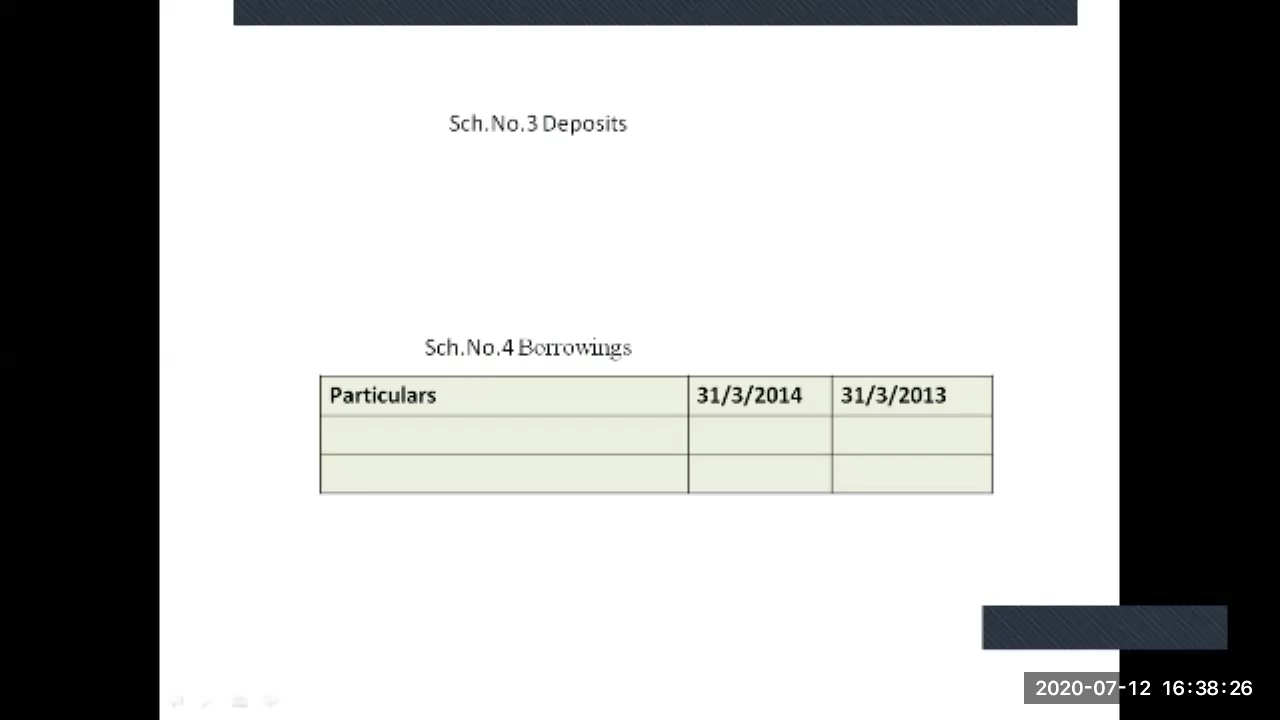 Sch.No.3 Deposits
Sch.No.4 Borrowings
Particulars 31/3/2014 31/3/2013
2020-07-12 16:38:26